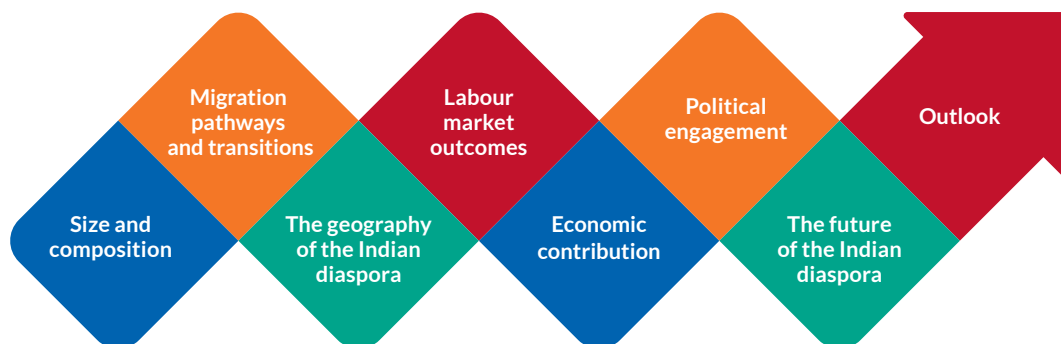 Size and
composition
Migration
pathways
and transitions
The geography
of the Indian
diaspora
Labour
market
outcomes
Economic
contribution
Political
engagement
The future
of the Indian
diaspora
Outlook